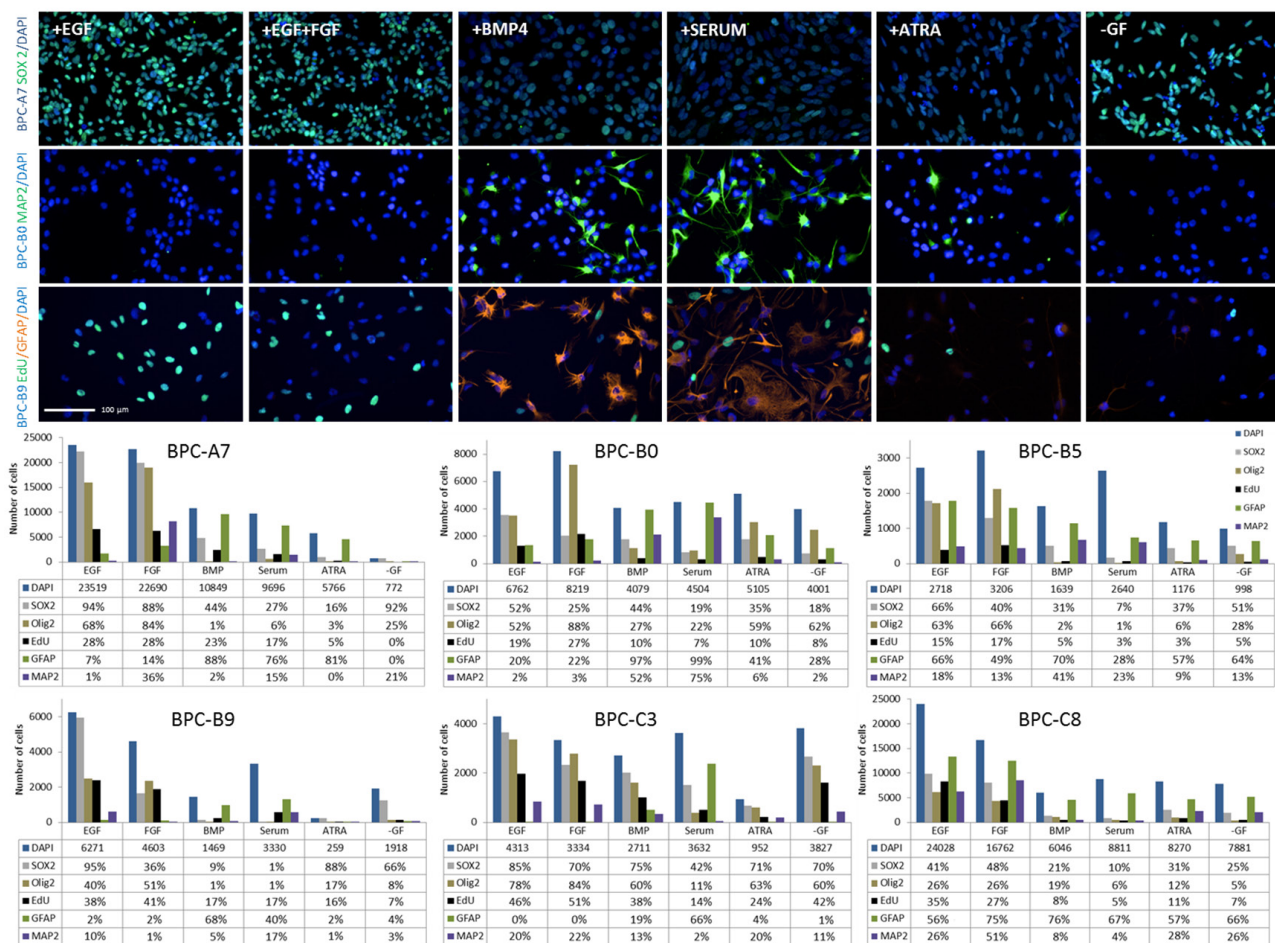 +EGF +EGF+FGF +BMP4 +SERUM +ATRA -GF
BPC-A7 SOX 2/DAPI
BPC-B0 MAP2/DAPI
BPC-B9 EdU/GFAP/DAPI
100 µm
BPC-A7
Number of cells
25000
20000
15000
10000
5000
0
EGF FGF BMP Serum ATRA -GF
DAPI 23519 22690 10849 9696 5766 772
SOX2 94% 88% 44% 27% 16% 92%
Olig2 68% 84% 1% 6% 3% 25%
EdU 28% 28% 23% 17% 5% 0%
GFAP 7% 14% 88% 76% 81% 0%
MAP2 1% 36% 2% 15% 0% 21%
BPC-B0
Number of cells
8000
6000
4000
2000
0
EGF FGF BMP Serum ATRA -GF
DAPI 6762 8219 4079 4504 5105 4001
SOX2 52% 25% 44% 19% 35% 18%
Olig2 52% 88% 27% 22% 59% 62%
EdU 19% 27% 10% 7% 10% 8%
GFAP 20% 22% 97% 99% 41% 28%
MAP2 2% 3% 52% 75% 6% 2%
BPC-B5
DAPI
SOX2
Olig2
EdU
GFAP
MAP2
Number of cells
3000
2000
1000
0
EGF FGF BMP Serum ATRA -GF
DAPI 2718 3206 1639 2640 1176 998
SOX2 66% 40% 31% 7% 37% 51%
Olig2 63% 66% 2% 1% 6% 28%
EdU 15% 17% 5% 3% 3% 5%
GFAP 66% 49% 70% 28% 57% 64%
MAP2 18% 13% 41% 23% 9% 13%
BPC-B9
Number of cells
6000
4000
2000
0
EGF FGF BMP Serum ATRA -GF
DAPI 6271 4603 1469 3330 259 1918
SOX2 95% 36% 9% 1% 88% 66%
Olig2 40% 51% 1% 1% 17% 8%
EdU 38% 41% 17% 17% 16% 7%
GFAP 2% 2% 68% 40% 2% 4%
MAP2 10% 1% 5% 17% 1% 3%
BPC-C3
Number of cells
4000
2000
0
EGF FGF BMP Serum ATRA -GF
DAPI 4313 3334 2711 3632 952 3827
SOX2 85% 70% 75% 42% 71% 70%
Olig2 78% 84% 60% 11% 63% 60%
EdU 46% 51% 38% 14% 24% 42%
GFAP 0% 0% 19% 66% 4% 1%
MAP2 20% 22% 13% 2% 20% 11%
BPC-C8
Number of cells
25000
20000
15000
10000
5000
0
EGF FGF BMP Serum ATRA -GF
DAPI 24028 16762 6046 8811 8270 7881
SOX2 41% 48% 21% 10% 31% 25%
Olig2 26% 26% 19% 6% 12% 5%
EdU 35% 27% 8% 5% 11% 7%
GFAP 56% 75% 76% 67% 57% 66%
MAP2 26% 51% 8% 4% 28% 26%